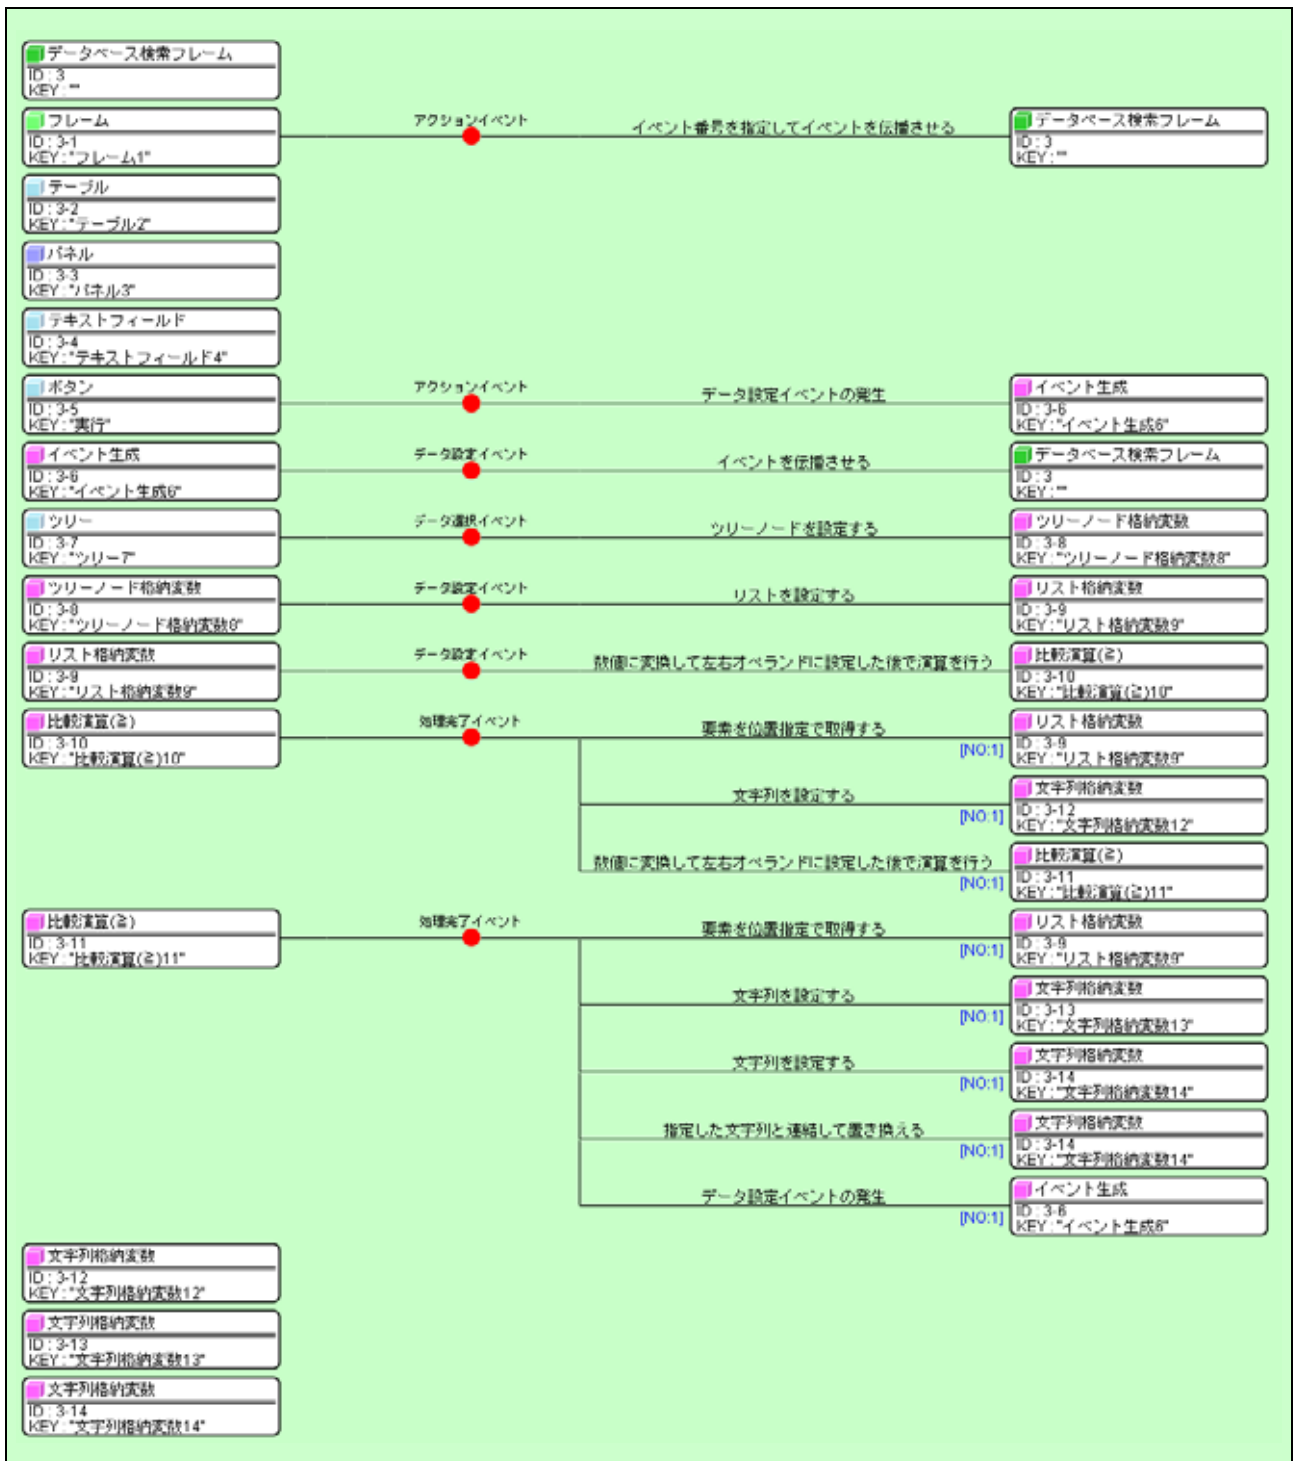 データベース検索フレーム
ID : 3
KEY : ""
フレーム
ID : 3-1
KEY : "フレーム1"
アクションイベント
イベント番号を指定してイベントを伝播させる
データベース検索フレーム
ID : 3
KEY : ""
テーブル
ID : 3-2
KEY : "テーブル2"
パネル
ID : 3-3
KEY : "パネル3"
テキストフィールド
ID : 3-4
KEY : "テキストフィールド4"
ボタン
ID : 3-5
KEY : "実行"
アクションイベント
データ設定イベントの発生
イベント生成
ID : 3-6
KEY : "イベント生成6"
イベント生成
ID : 3-6
KEY : "イベント生成6"
データ設定イベント
イベントを伝播させる
データベース検索フレーム
ID : 3
KEY : ""
ツリー
ID : 3-7
KEY : "ツリー7"
データ選択イベント
ツリーノードを設定する
ツリーノード格納変数
ID : 3-8
KEY : "ツリーノード格納変数8"
ツリーノード格納変数
ID : 3-8
KEY : "ツリーノード格納変数8"
データ設定イベント
リストを設定する
リスト格納変数
ID : 3-9
KEY : "リスト格納変数9"
リスト格納変数
ID : 3-9
KEY : "リスト格納変数9"
データ設定イベント
数値に変換して左右オペランドに設定した後で演算を行う
比較演算(≧)
ID : 3-10
KEY : "比較演算(≧)10"
比較演算(≧)
ID : 3-10
KEY : "比較演算(≧)10"
処理完了イベント
要素を位置指定で取得する
[NO:1]
リスト格納変数
ID : 3-9
KEY : "リスト格納変数9"
文字列を設定する
[NO:1]
文字列格納変数
ID : 3-12
KEY : "文字列格納変数12"
数値に変換して左右オペランドに設定した後で演算を行う
[NO:1]
比較演算(≧)
ID : 3-11
KEY : "比較演算(≧)11"
比較演算(≧)
ID : 3-11
KEY : "比較演算(≧)11"
処理完了イベント
要素を位置指定で取得する
[NO:1]
リスト格納変数
ID : 3-9
KEY : "リスト格納変数9"
文字列を設定する
[NO:1]
文字列格納変数
ID : 3-13
KEY : "文字列格納変数13"
文字列を設定する
[NO:1]
文字列格納変数
ID : 3-14
KEY : "文字列格納変数14"
指定した文字列と連結して置き換える
[NO:1]
文字列格納変数
ID : 3-14
KEY : "文字列格納変数14"
データ設定イベントの発生
[NO:1]
イベント生成
ID : 3-6
KEY : "イベント生成6"
文字列格納変数
ID : 3-12
KEY : "文字列格納変数12"
文字列格納変数
ID : 3-13
KEY : "文字列格納変数13"
文字列格納変数
ID : 3-14
KEY : "文字列格納変数14"